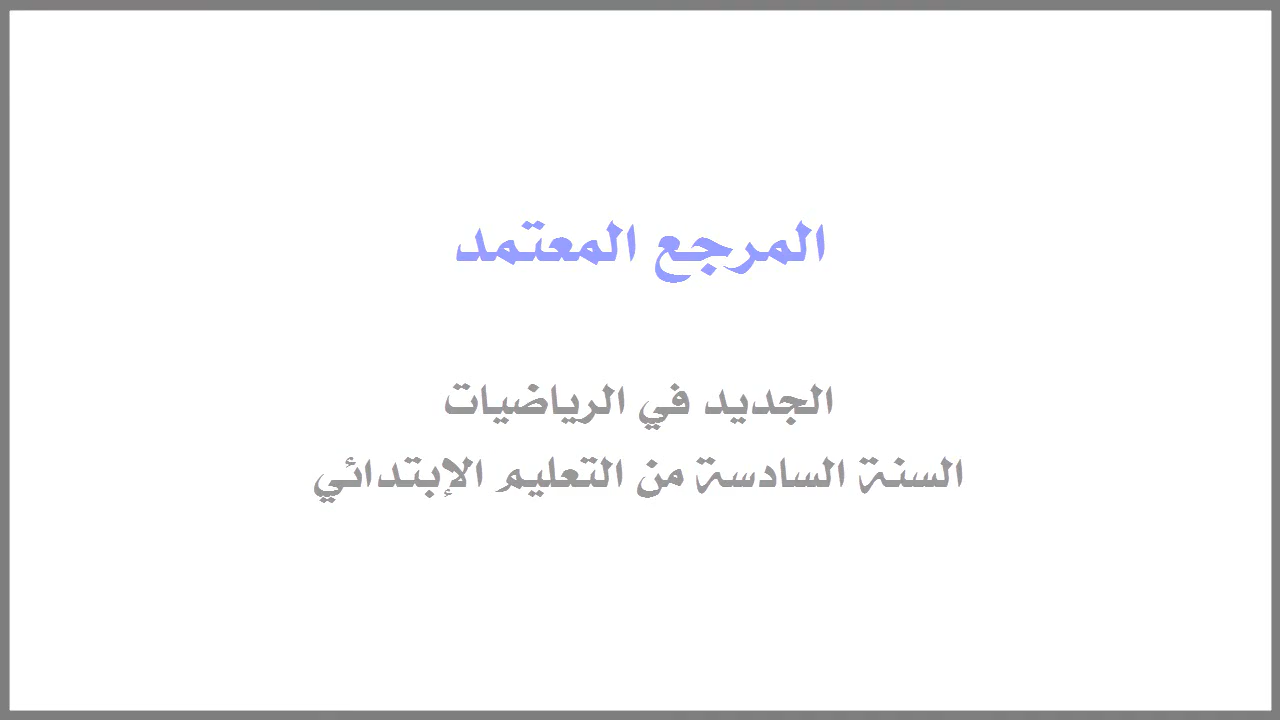 المرجع المعتمد
الجديد في الرياضيات
السنة السادسة من التعليم الإبتدائي